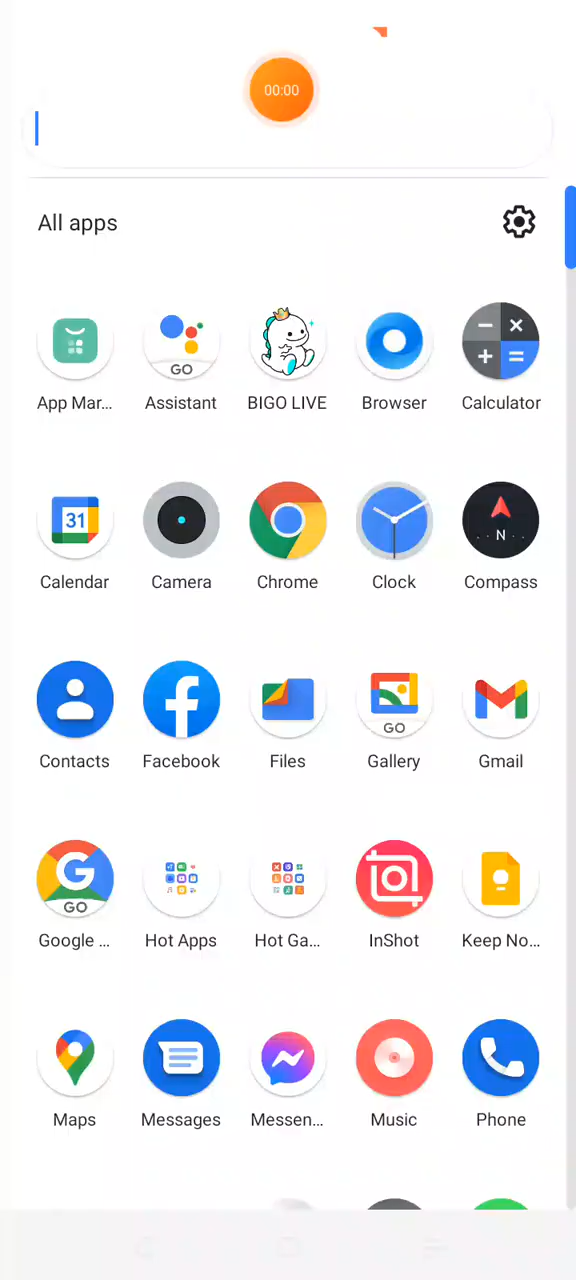 00:00
All apps
App Mar... Assistant BIGO LIVE Browser Calculator
GO
31
N
Calendar Camera Chrome Clock Compass
GO
Contacts Facebook Files Gallery Gmail
GO
Google ... Hot Apps Hot Ga... InShot Keep No...
Maps Messages Messen... Music Phone